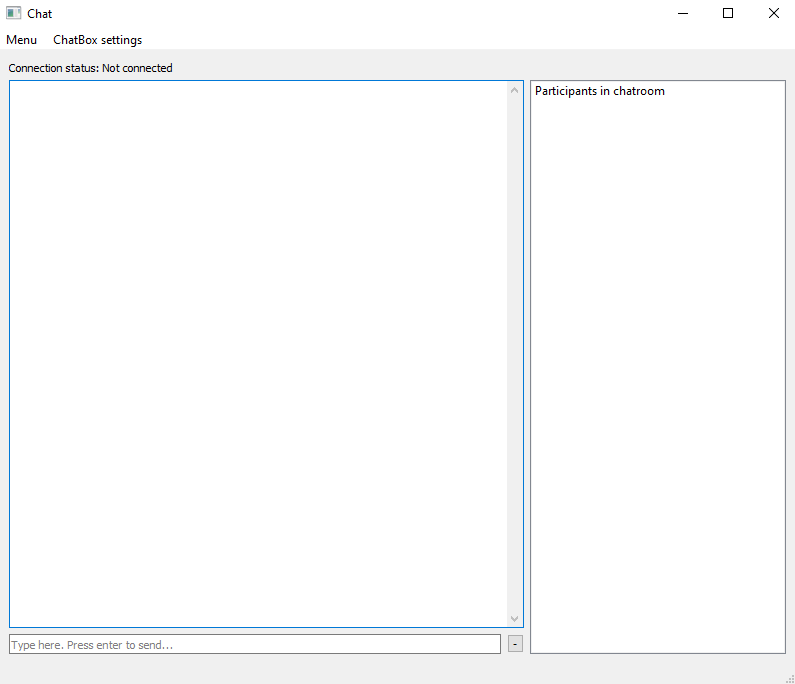 Chat
Menu ChatBox settings
Connection status: Not connected
Participants in chatroom
Type here. Press enter to send...
-